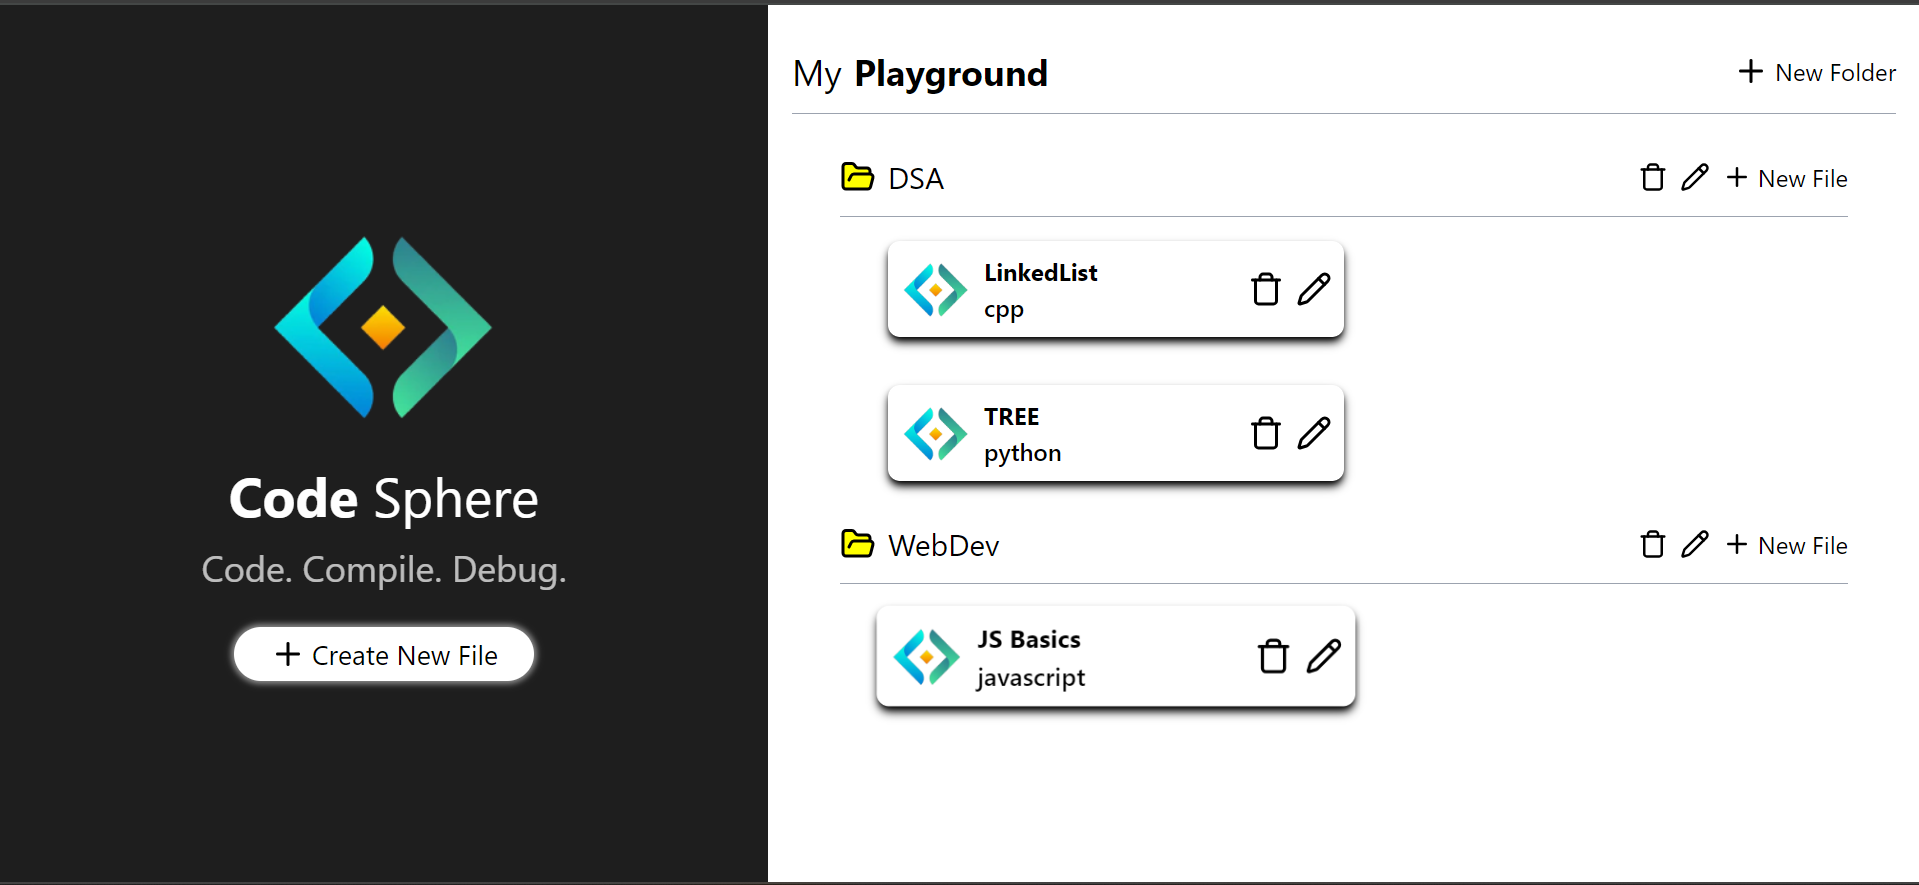 Code Sphere
Code. Compile. Debug.
Create New File
My Playground
New Folder
DSA
New File
LinkedList
cpp
TREE
python
WebDev
New File
JS Basics
javascript